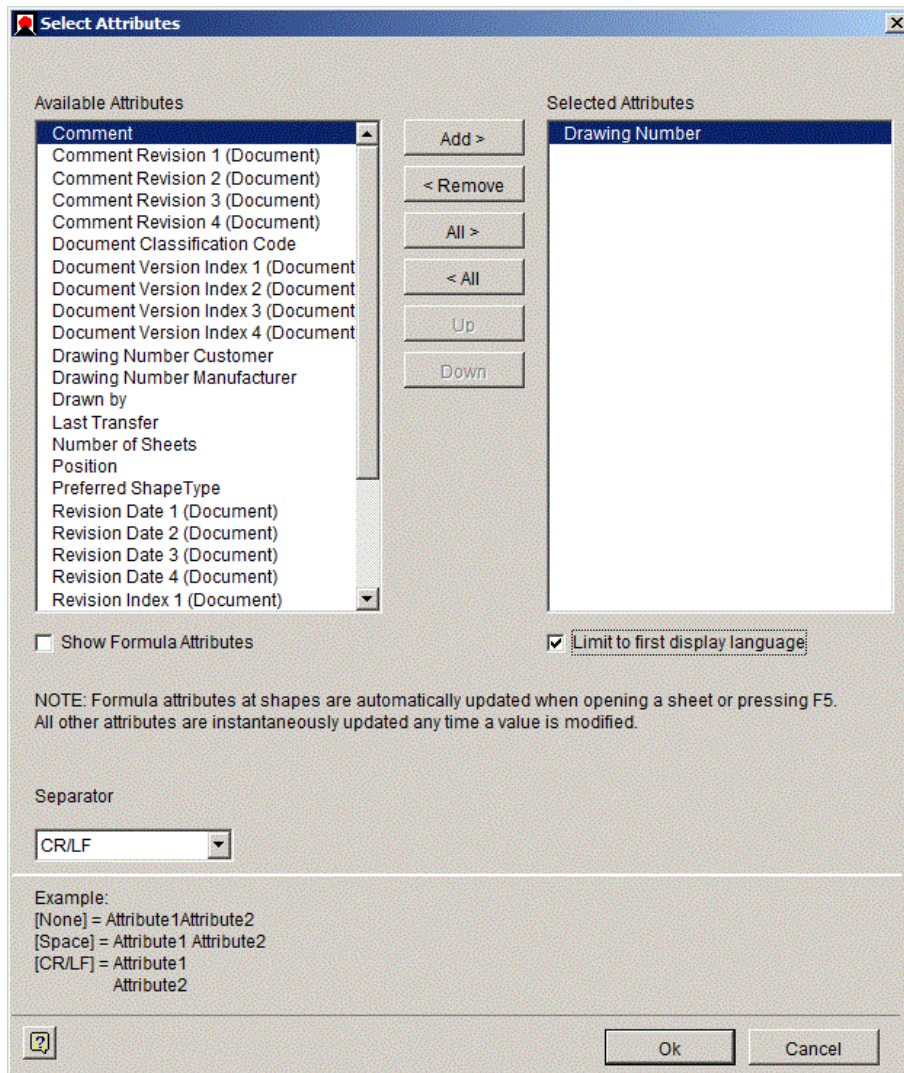 Select Attributes
Available Attributes
Comment
Comment Revision 1 (Document)
Comment Revision 2 (Document)
Comment Revision 3 (Document)
Comment Revision 4 (Document)
Document Classification Code
Document Version Index 1 (Document
Document Version Index 2 (Document
Document Version Index 3 (Document
Document Version Index 4 (Document
Drawing Number Customer
Drawing Number Manufacturer
Drawn by
Last Transfer
Number of Sheets
Position
Preferred ShapeType
Revision Date 1 (Document)
Revision Date 2 (Document)
Revision Date 3 (Document)
Revision Date 4 (Document)
Revision Index 1 (Document)
Add >
< Remove
All >
< All
Up
Down
Selected Attributes
Drawing Number
Show Formula Attributes
Limit to first display language
NOTE: Formula attributes at shapes are automatically updated when opening a sheet or pressing F5.
All other attributes are instantaneously updated any time a value is modified.
Separator
CR/LF
Example:
[None] = Attribute1Attribute2
[Space] = Attribute1 Attribute2
[CR/LF] = Attribute1
Attribute2
?
Ok
Cancel